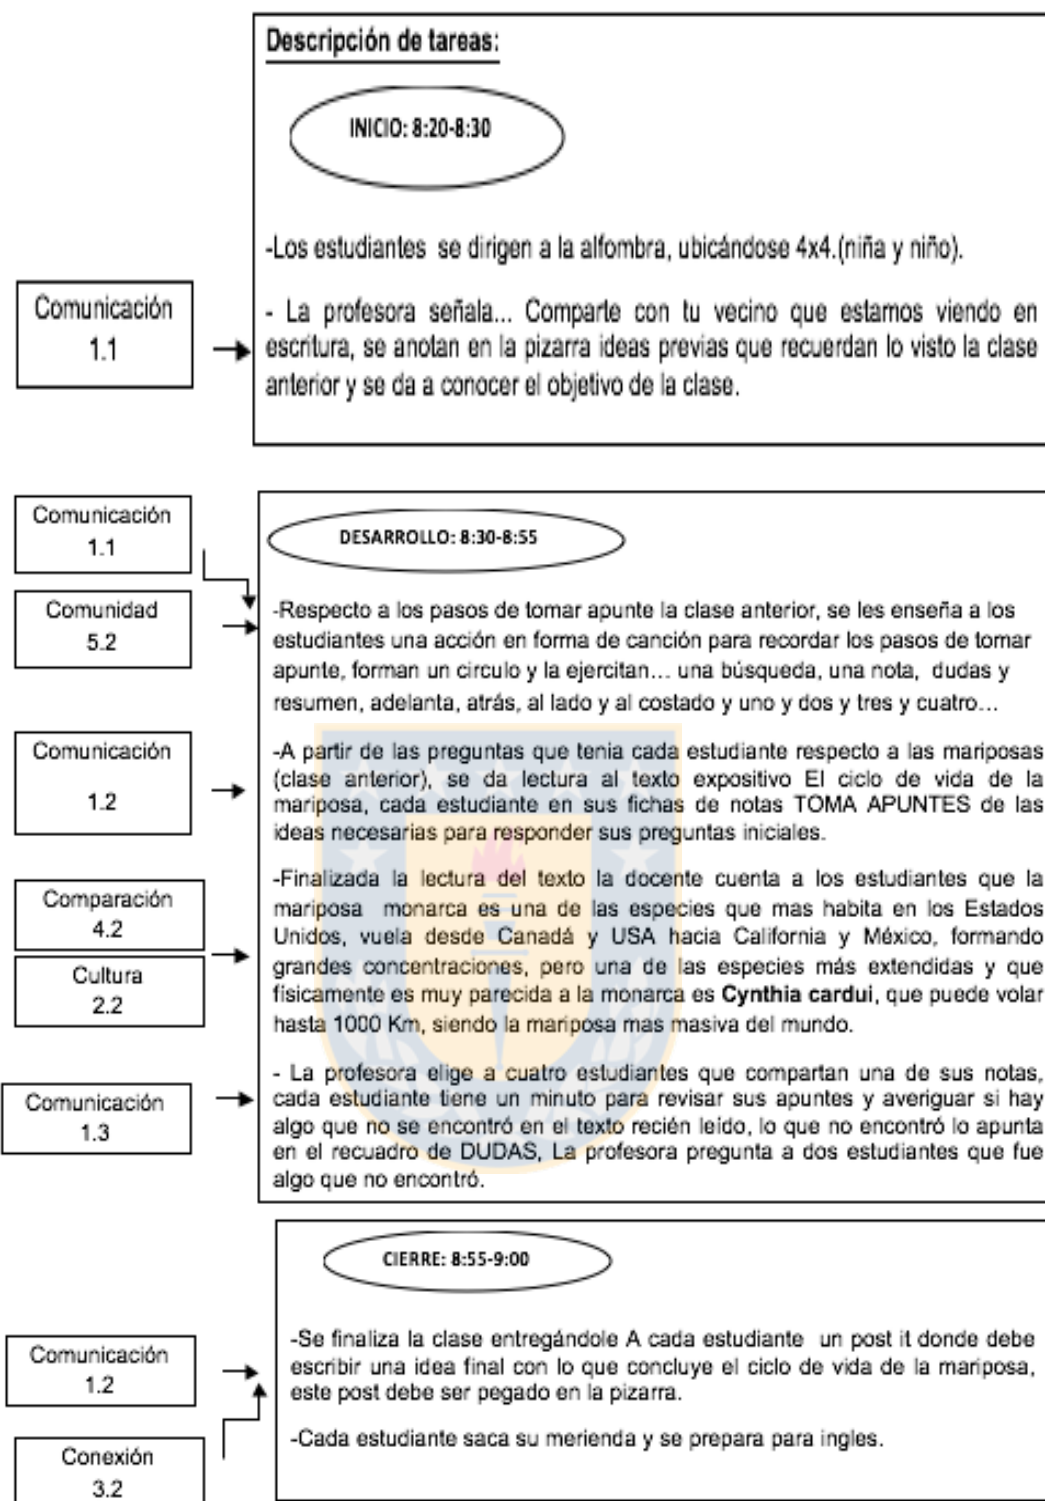 Descripción de tareas:
INICIO: 8:20-8:30
-Los estudiantes se dirigen a la alfombra, ubicándose 4x4.(niña y niño).
Comunicación
1.1
- La profesora señala... Comparte con tu vecino que estamos viendo en
escritura, se anotan en la pizarra ideas previas que recuerdan lo visto la clase
anterior y se da a conocer el objetivo de la clase.
Comunicación
1.1
DESARROLLO: 8:30-8:55
Comunidad
5.2
-Respecto a los pasos de tomar apunte la clase anterior, se les enseña a los
estudiantes una acción en forma de canción para recordar los pasos de tomar
apunte, forman un circulo y la ejercitan... una búsqueda, una nota, dudas y
resumen, adelanta, atrás, al lado y al costado y uno y dos y tres y cuatro...
Comunicación
1.2
-A partir de las preguntas que tenia cada estudiante respecto a las mariposas
(clase anterior), se da lectura al texto expositivo El ciclo de vida de la
mariposa, cada estudiante en sus fichas de notas TOMA APUNTES de las
ideas necesarias para responder sus preguntas iniciales.
Comparación
4.2
Cultura
2.2
-Finalizada la lectura del texto la docente cuenta a los estudiantes que la
mariposa monarca es una de las especies que mas habita en los Estados
Unidos, vuela desde Canadá y USA hacia California y México, formando
grandes concentraciones, pero una de las especies más extendidas y que
físicamente es muy parecida a la monarca es Cynthia cardui, que puede volar
hasta 1000 Km, siendo la mariposa mas masiva del mundo.
Comunicación
1.3
- La profesora elige a cuatro estudiantes que compartan una de sus notas,
cada estudiante tiene un minuto para revisar sus apuntes y averiguar si hay
algo que no se encontró en el texto recién leído, lo que no encontró lo apunta
en el recuadro de DUDAS, La profesora pregunta a dos estudiantes que fue
algo que no encontró.
CIERRE: 8:55-9:00
Comunicación
1.2
-Se finaliza la clase entregándole A cada estudiante un post it donde debe
escribir una idea final con lo que concluye el ciclo de vida de la mariposa,
este post debe ser pegado en la pizarra.
Conexión
3.2
-Cada estudiante saca su merienda y se prepara para ingles.